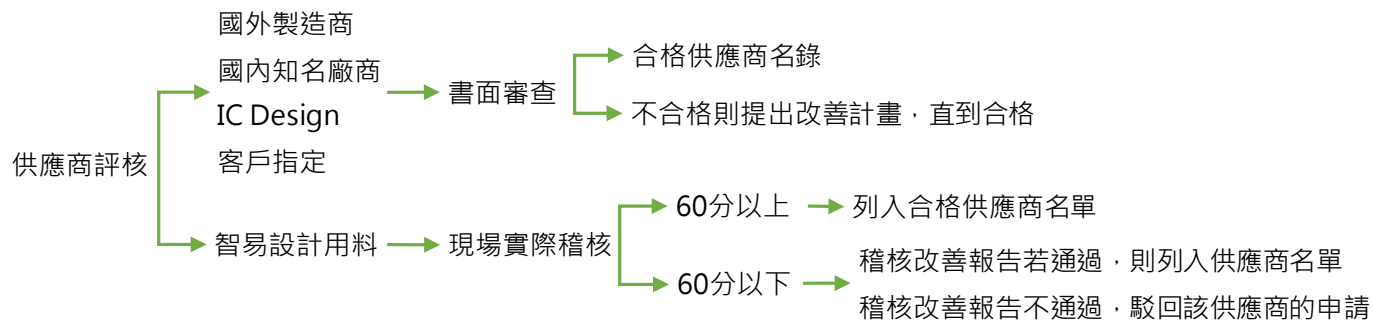 供應商評核
國外製造商
國內知名廠商
IC Design
客戶指定
書面審查
合格供應商名錄
不合格則提出改善計畫，直到合格
智易設計用料
現場實際稽核
60分以上
列入合格供應商名單
60分以下
稽核改善報告若通過，則列入供應商名單
稽核改善報告不通過，駁回該供應商的申請